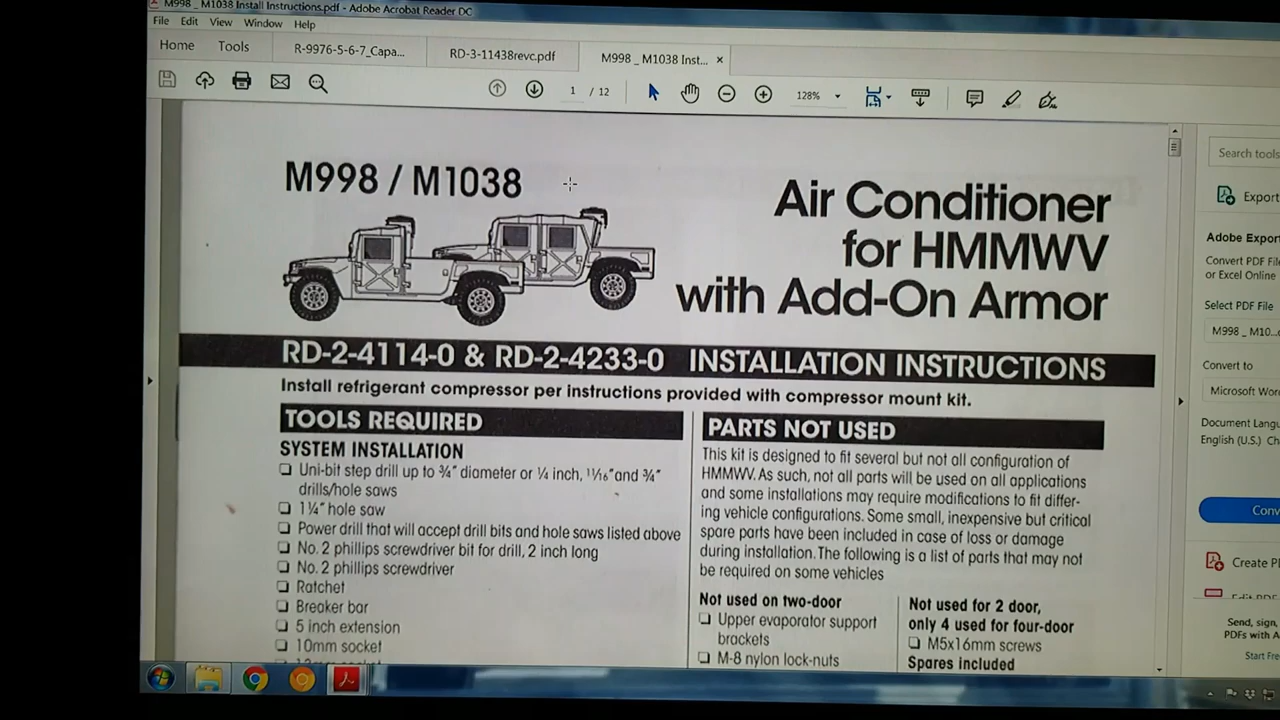 M998 _ M1038 Install Instructions.pdf - Adobe Acrobat Reader DC
File Edit View Window Help
Home Tools R-9976-5-6-7_Capa... RD-3-11438revc.pdf M998 _ M1038 Inst... ×
1 / 12 128%
M998 / M1038
Air Conditioner
for HMMWV
with Add-On Armor
RD-2-4114-0 & RD-2-4233-0 INSTALLATION INSTRUCTIONS
Install refrigerant compressor per instructions provided with compressor mount kit.
TOOLS REQUIRED
SYSTEM INSTALLATION
❏ Uni-bit step drill up to ¾" diameter or ¼ inch, 11/16" and ¾"
drills/hole saws
❏ 1¼" hole saw
❏ Power drill that will accept drill bits and hole saws listed above
❏ No. 2 phillips screwdriver bit for drill, 2 inch long
❏ No. 2 phillips screwdriver
❏ Ratchet
❏ Breaker bar
❏ 5 inch extension
❏ 10mm socket
PARTS NOT USED
This kit is designed to fit several but not all configuration of
HMMWV. As such, not all parts will be used on all applications
and some installations may require modifications to fit differ-
ing vehicle configurations. Some small, inexpensive but critical
spare parts have been included in case of loss or damage
during installation. The following is a list of parts that may not
be required on some vehicles
Not used on two-door
❏ Upper evaporator support
brackets
❏ M-8 nylon lock-nuts
Not used for 2 door,
only 4 used for four-door
❏ M5x16mm screws
Spares included
Search tools
Export
Adobe Export
Convert PDF File
or Excel Online
Select PDF File
M998 _ M10...
Convert to
Microsoft Wor
Document Langu
English (U.S.) Ch
Conv
Create PD
Edit PDF
Send, sign,
PDFs with A
Start Fre